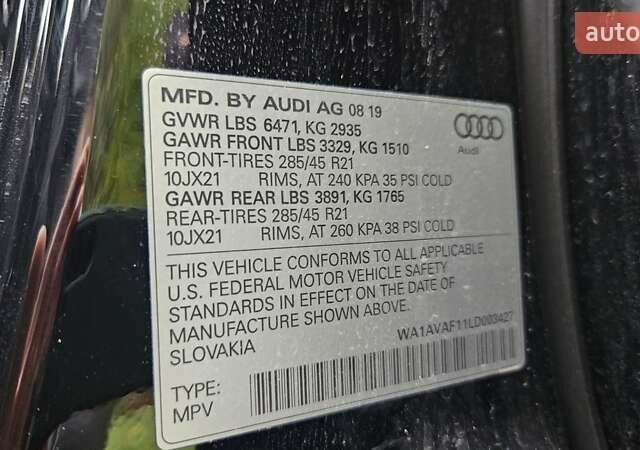 auto
MFD. BY AUDI AG 08 19
GVWR LBS 6471, KG 2935
GAWR FRONT LBS 3329, KG 1510
FRONT-TIRES 285/45 R21
10JX21 RIMS, AT 240 KPA 35 PSI COLD
GAWR REAR LBS 3891, KG 1765
REAR-TIRES 285/45 R21
10JX21 RIMS, AT 260 KPA 38 PSI COLD
Audi
THIS VEHICLE CONFORMS TO ALL APPLICABLE
U.S. FEDERAL MOTOR VEHICLE SAFETY
STANDARDS IN EFFECT ON THE DATE OF
MANUFACTURE SHOWN ABOVE.
SLOVAKIA
WA1AVAF11LD003427
TYPE:
MPV